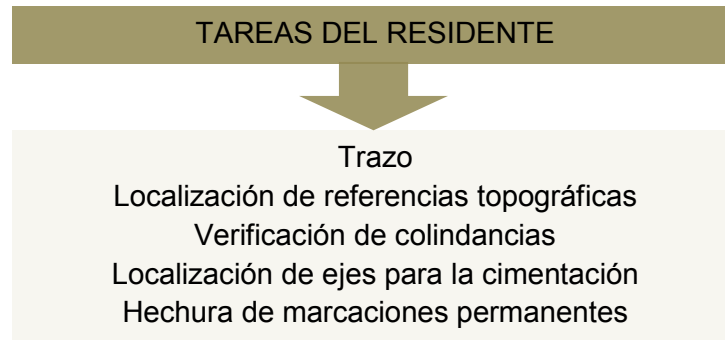 TAREAS DEL RESIDENTE
Trazo
Localización de referencias topográficas
Verificación de colindancias
Localización de ejes para la cimentación
Hechura de marcaciones permanentes